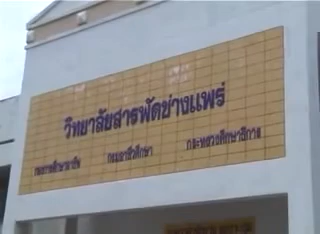 วิทยาลัยสารพัดช่างแพร่
กรมอาชีวศึกษา กระทรวงศึกษาธิการ